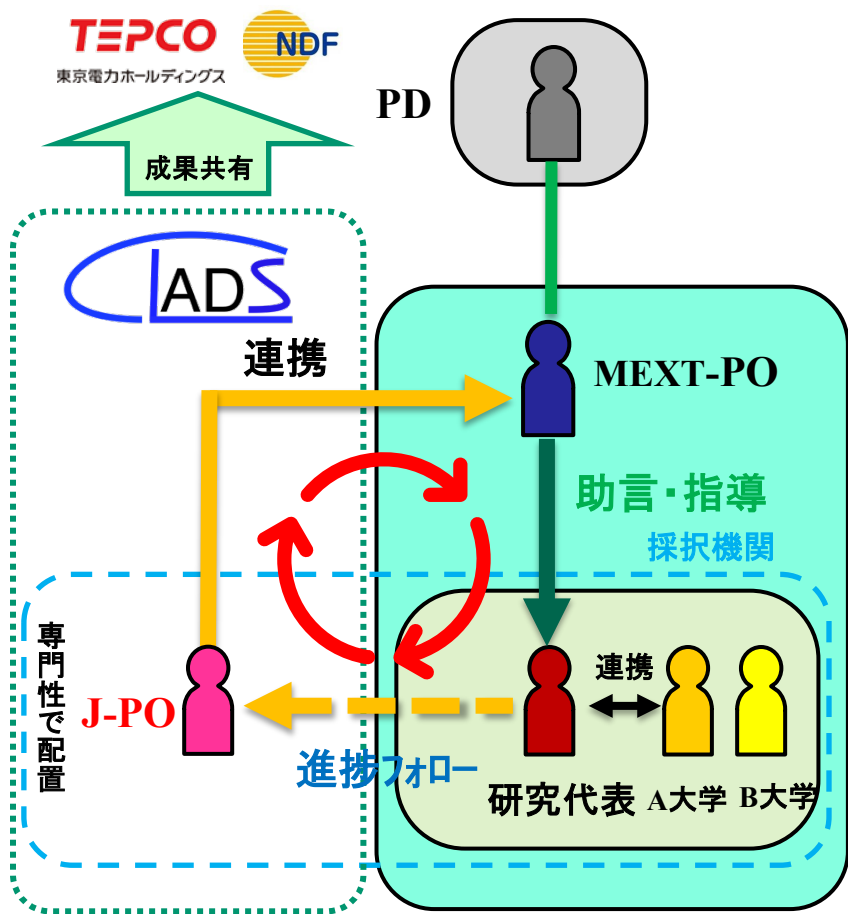 TEPCO
東京電力ホールディングス
NDF
PD
成果共有
CLADS
連携
MEXT-PO
助言・指導
採択機関
専門性で配置
J-PO
連携
進捗フォロー
研究代表
A大学
B大学